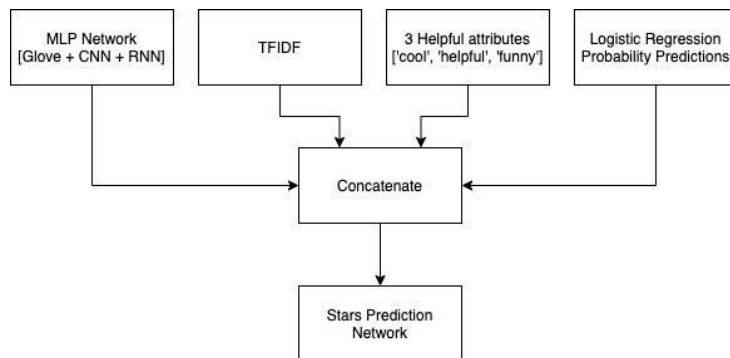 MLP Network
[Glove + CNN + RNN]
TFIDF
3 Helpful attributes
['cool', 'helpful', 'funny']
Logistic Regression
Probability Predictions
Concatenate
Stars Prediction
Network